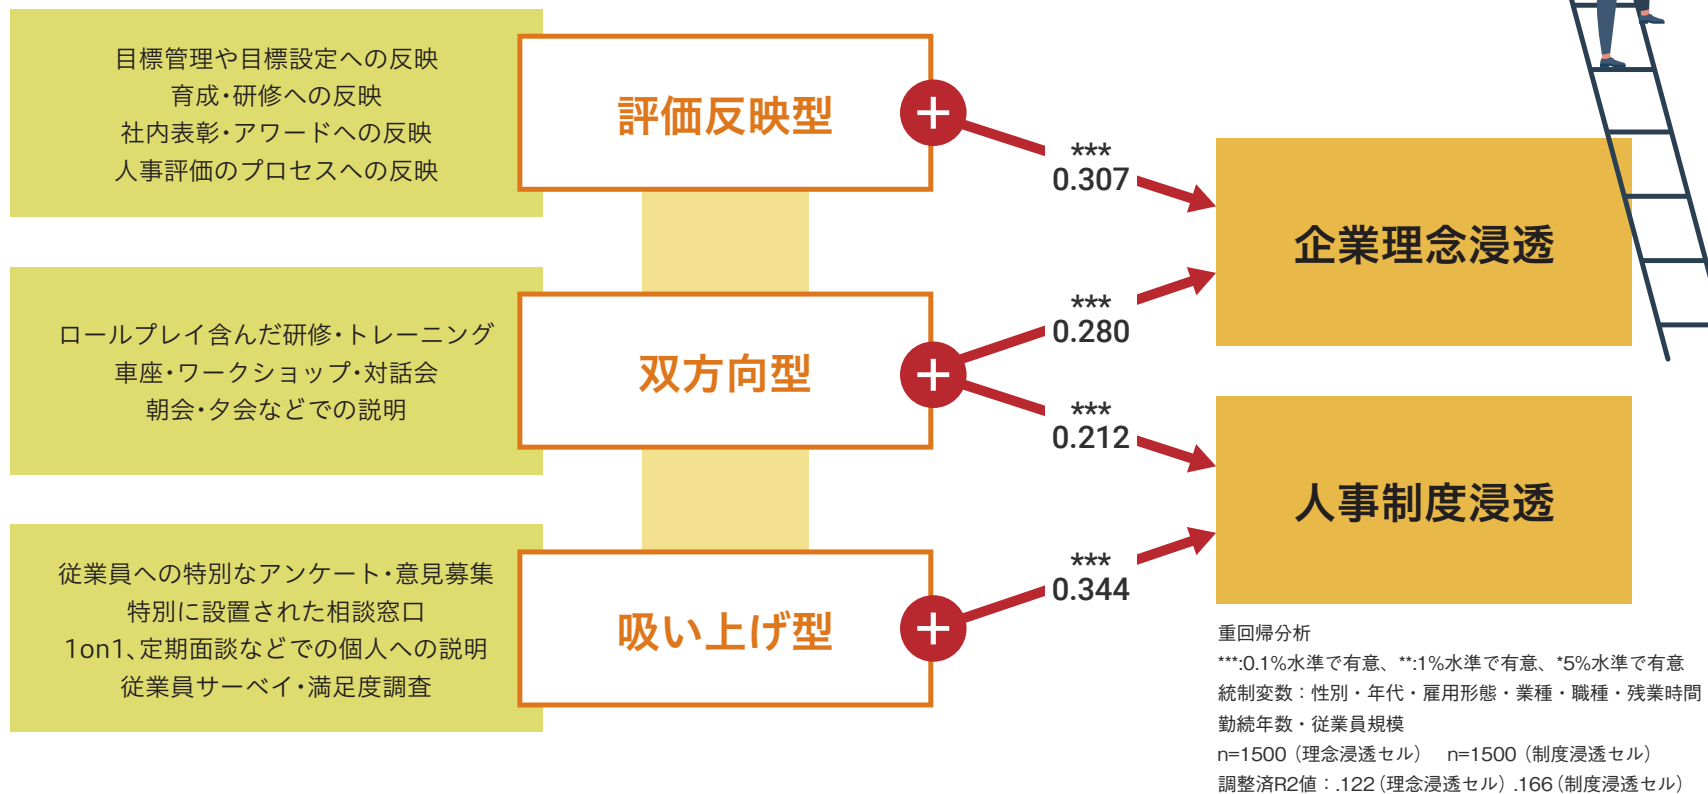 目標管理や目標設定への反映
育成・研修への反映
社内表彰・アワードへの反映
人事評価のプロセスへの反映
評価反映型
***
0.307
企業理念浸透
ロールプレイ含んだ研修・トレーニング
車座・ワークショップ・対話会
朝会・夕会などでの説明
双方向型
***
0.280
***
0.212
人事制度浸透
従業員への特別なアンケート・意見募集
特別に設置された相談窓口
1on1、定期面談などでの個人への説明
従業員サーベイ・満足度調査
吸い上げ型
***
0.344
重回帰分析
***:0.1%水準で有意、**:1%水準で有意、*5%水準で有意
統制変数：性別・年代・雇用形態・業種・職種・残業時間
勤続年数・従業員規模
n=1500（理念浸透セル） n=1500（制度浸透セル）
調整済R2値：.122（理念浸透セル）.166（制度浸透セル）